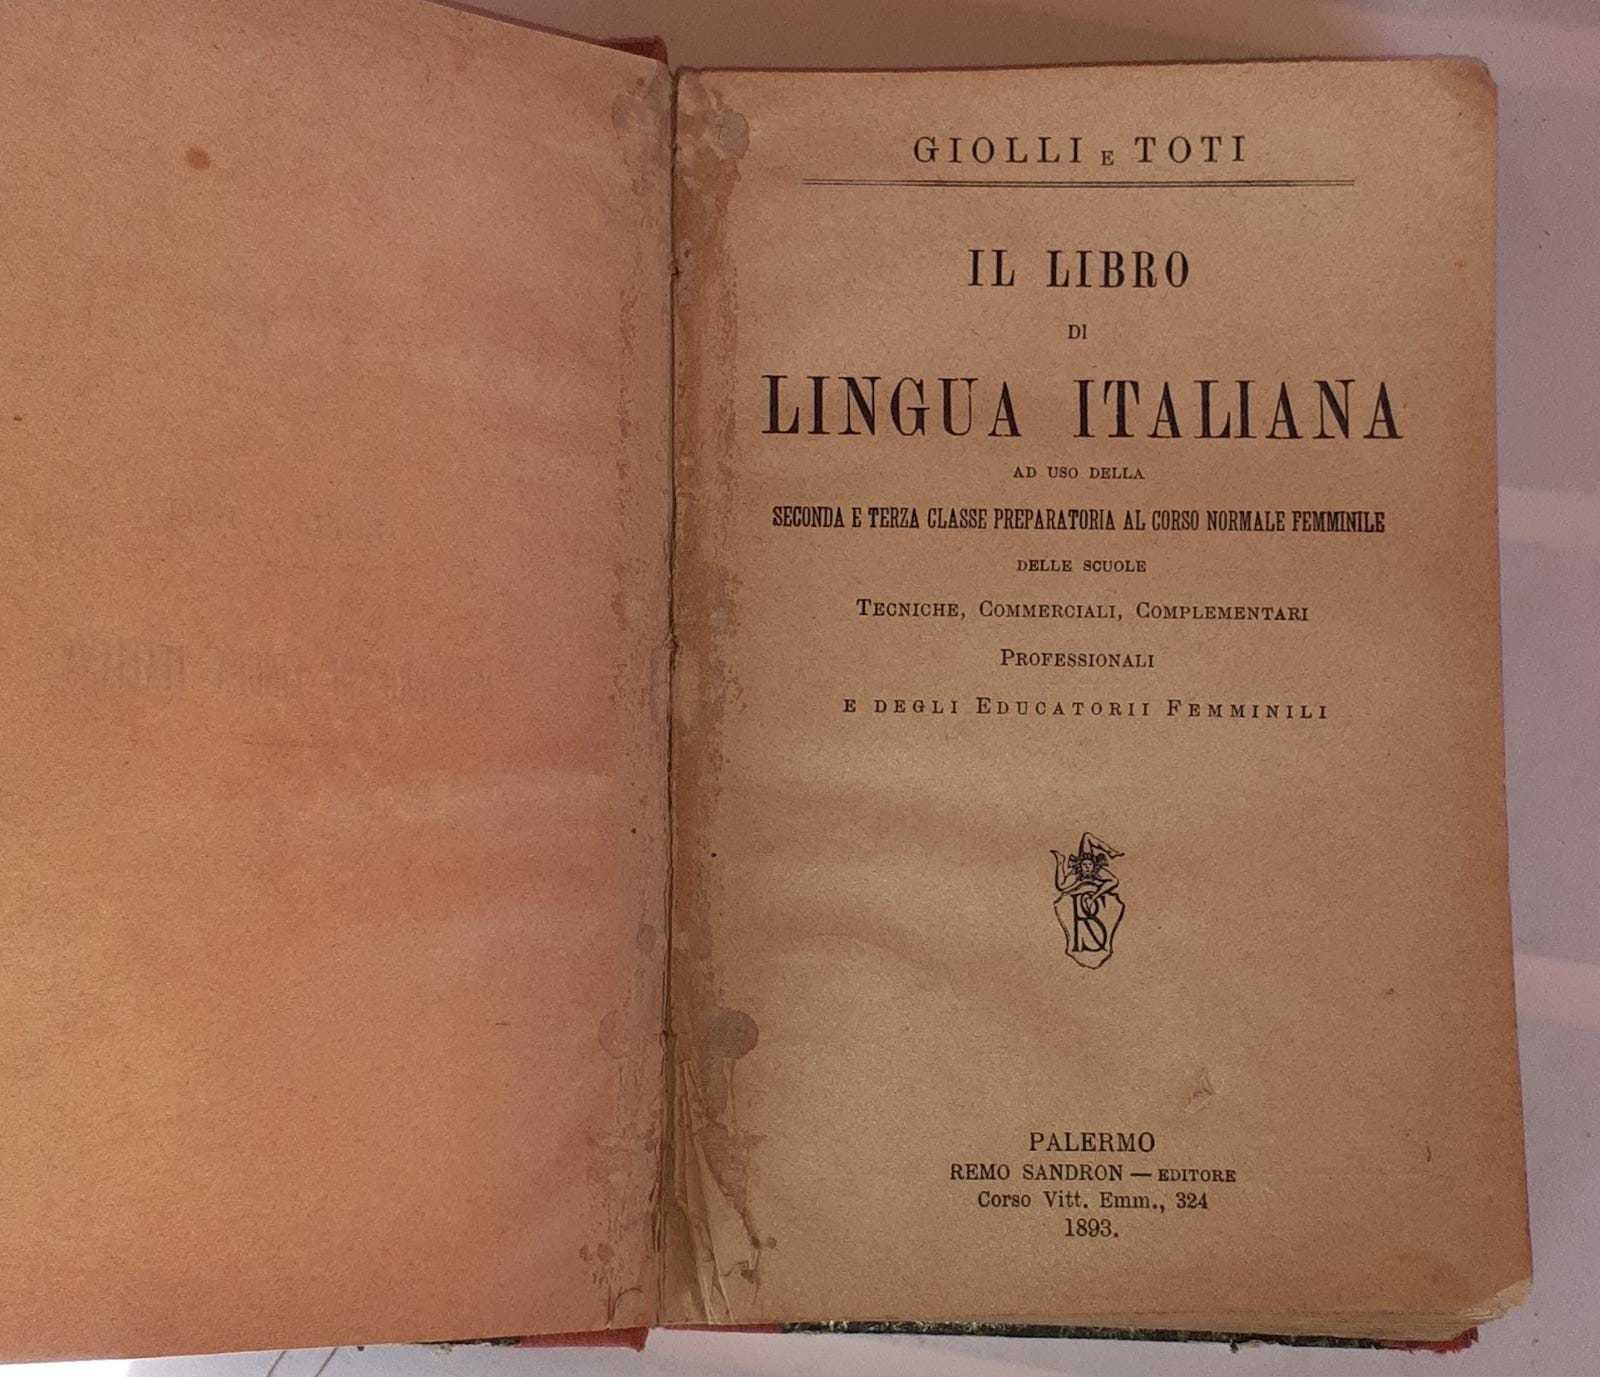 GIOLLI E TOTI
IL LIBRO
DI
LINGUA ITALIANA
AD USO DELLA
SECONDA E TERZA CLASSE PREPARATORIA AL CORSO NORMALE FEMMINILE
DELLE SCUOLE
TECNICHE, COMMERCIALI, COMPLEMENTARI
PROFESSIONALI
E DEGLI EDUCATORII FEMMINILI
RS
PALERMO
REMO SANDRON — EDITORE
Corso Vitt. Emm., 324
1893.